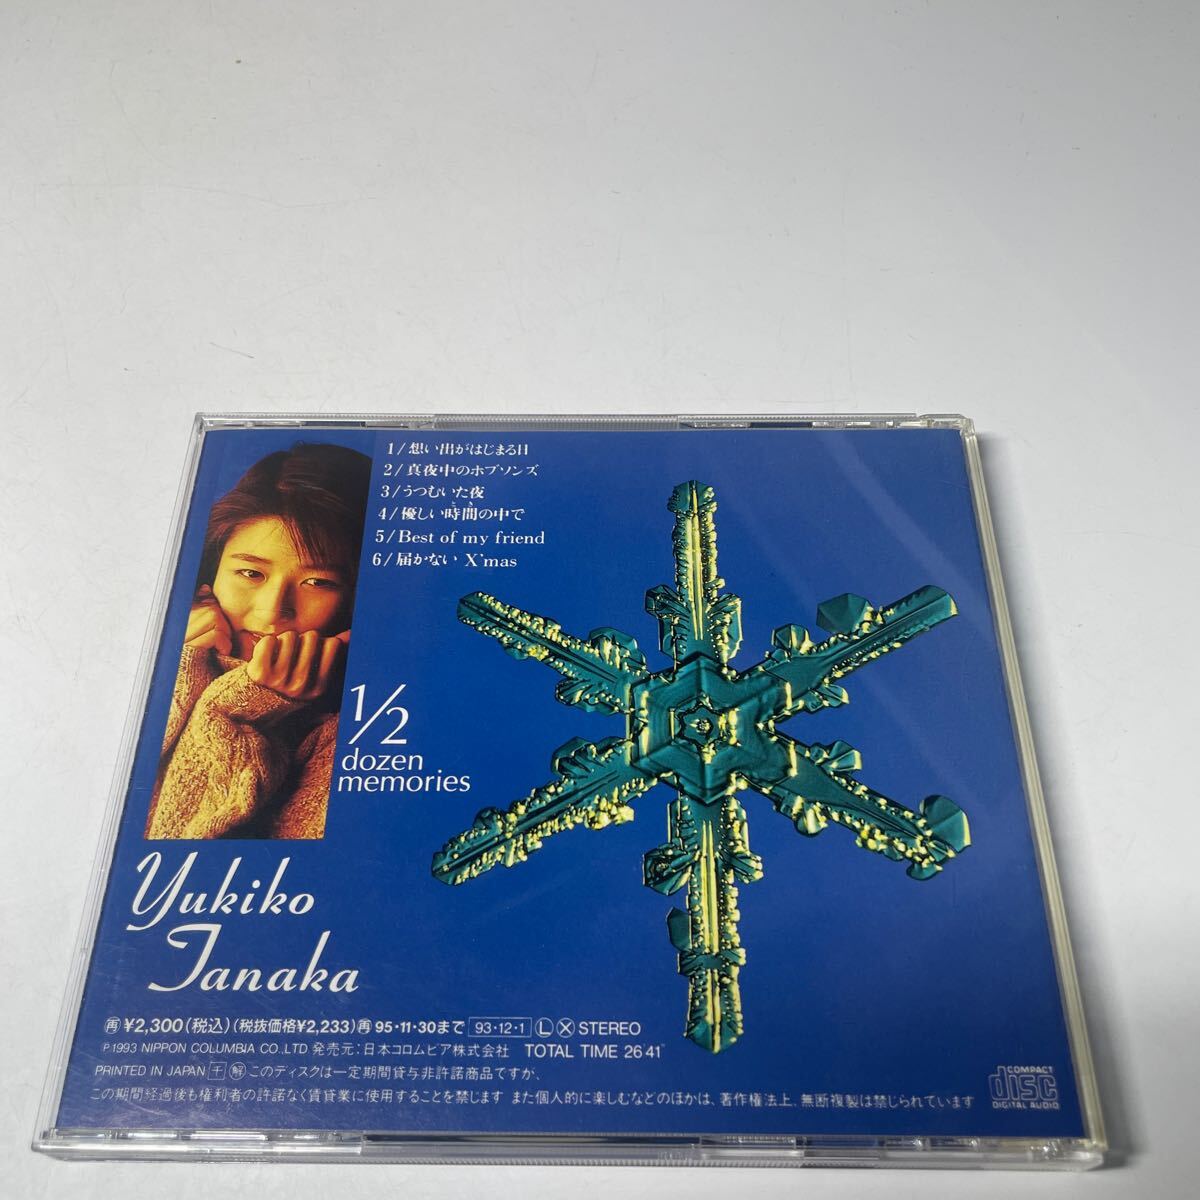 1/想い出がはじまる日
2/真夜中のホブソンズ
3/うつむいた夜
とき
4/優しい時間の中で
5/Best of my friend
6/届かない X'mas
1/2
dozen
memories
Yukiko
Tanaka
再¥2,300(税込)(税抜価格¥2,233)再95·11·30まで 93·12·1 L X STEREO
℗1993 NIPPON COLUMBIA CO.,LTD 発売元:日本コロムビア株式会社 TOTAL TIME 26'41"
PRINTED IN JAPAN 干 解 このディスクは一定期間貸与非許諾商品ですが、
この期間経過後も権利者の許諾なく賃貸業に使用することを禁じます また個人的に楽しむなどのほかは、著作権法上、無断複製は禁じられています
COMPACT
disc
DIGITAL AUDIO